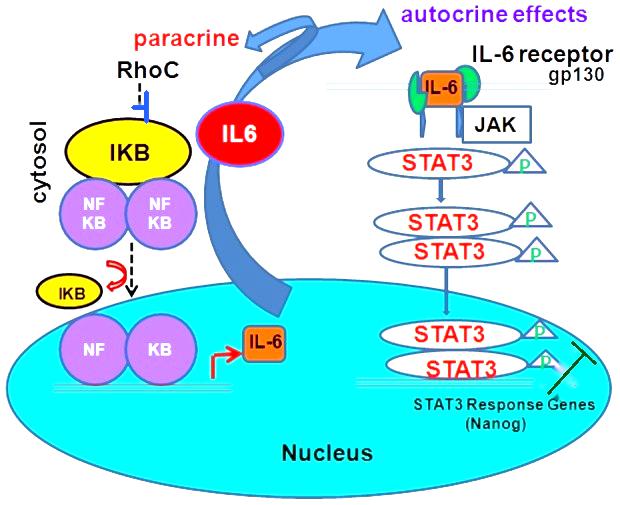 autocrine effects
paracrine
RhoC
IL-6 receptor
gp130
IL-6
JAK
cytosol
IKB
IL6
STAT3
p
NF
KB
NF
KB
STAT3
p
STAT3
p
IKB
NF
KB
IL-6
STAT3
p
STAT3
p
STAT3 Response Genes
(Nanog)
Nucleus